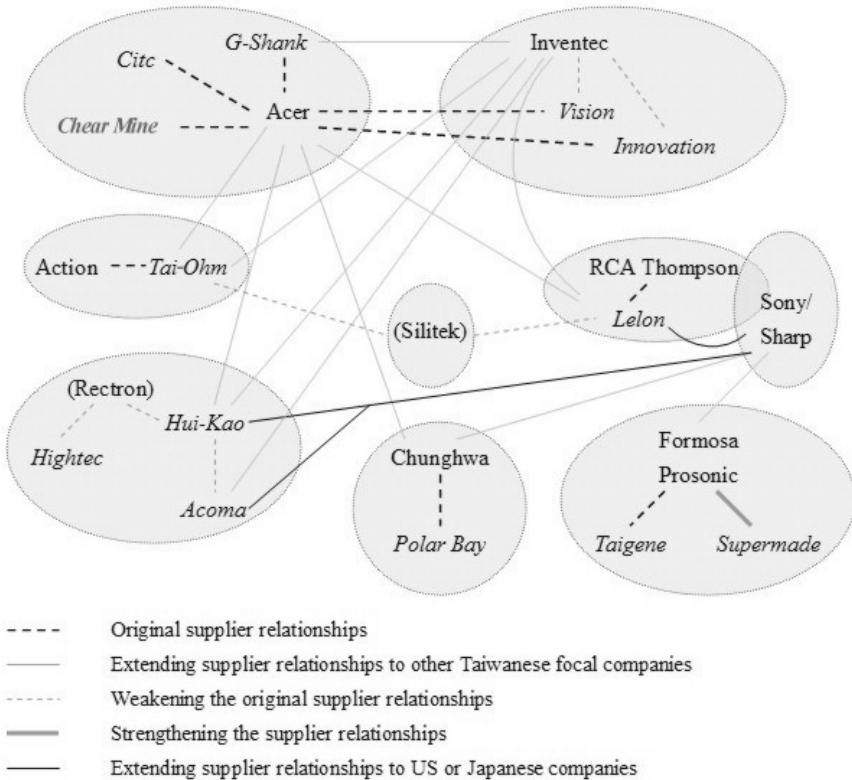 G-Shank
Inventec
Citc
Chear Mine
Acer
Vision
Innovation
Action
Tai-Ohm
RCA Thompson
Sony/
(Silitek)
Lelon
Sharp
(Rectron)
Hui-Kao
Hightec
Acoma
Chunghwa
Polar Bay
Formosa
Prosonic
Taigene
Supermade
Original supplier relationships
Extending supplier relationships to other Taiwanese focal companies
Weakening the original supplier relationships
Strengthening the supplier relationships
Extending supplier relationships to US or Japanese companies